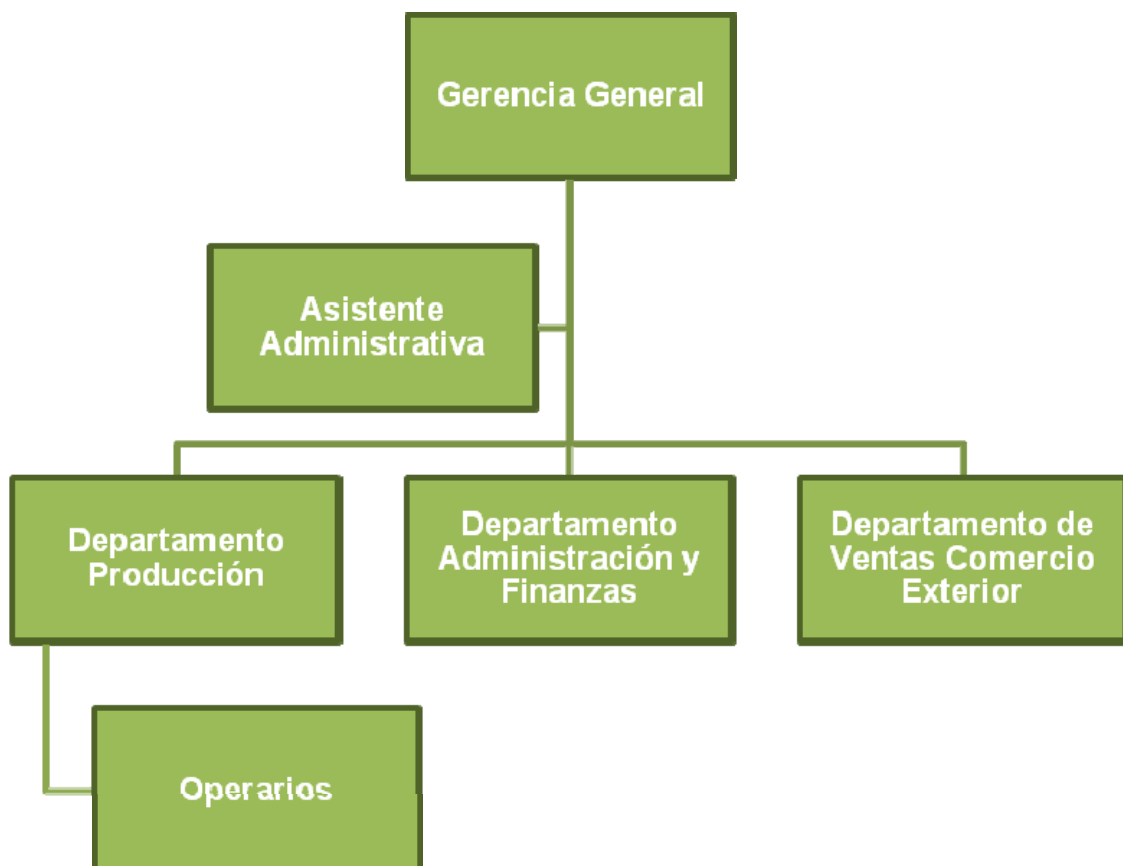 Gerencia General
Asistente
Administrativa
Departamento
Producción
Departamento
Administración y
Finanzas
Departamento de
Ventas Comercio
Exterior
Operarios